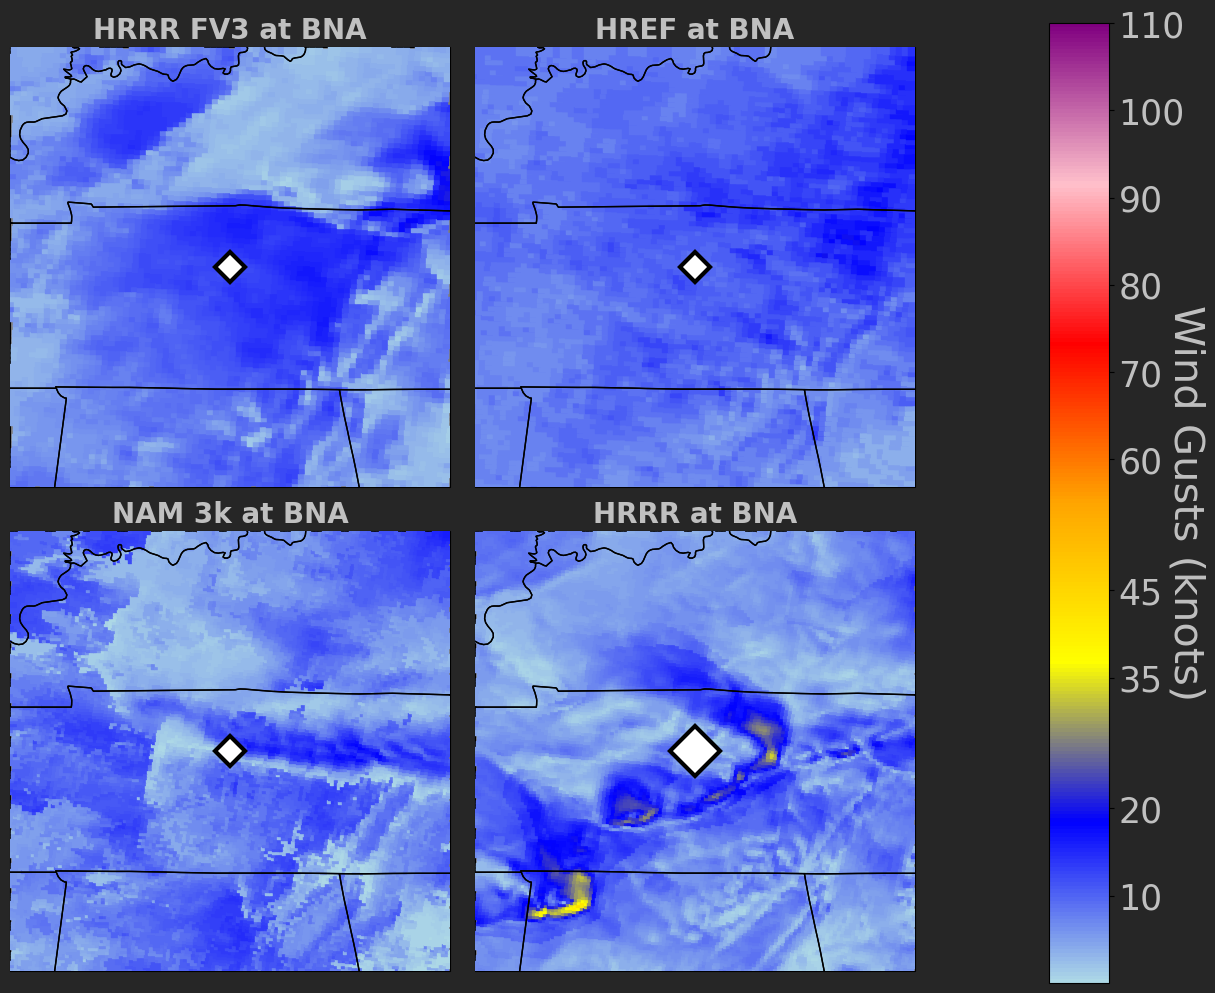 HRRR FV3 at BNA
HREF at BNA
NAM 3k at BNA
HRRR at BNA
110
100
90
80
70
60
45
35
20
10
Wind Gusts (knots)